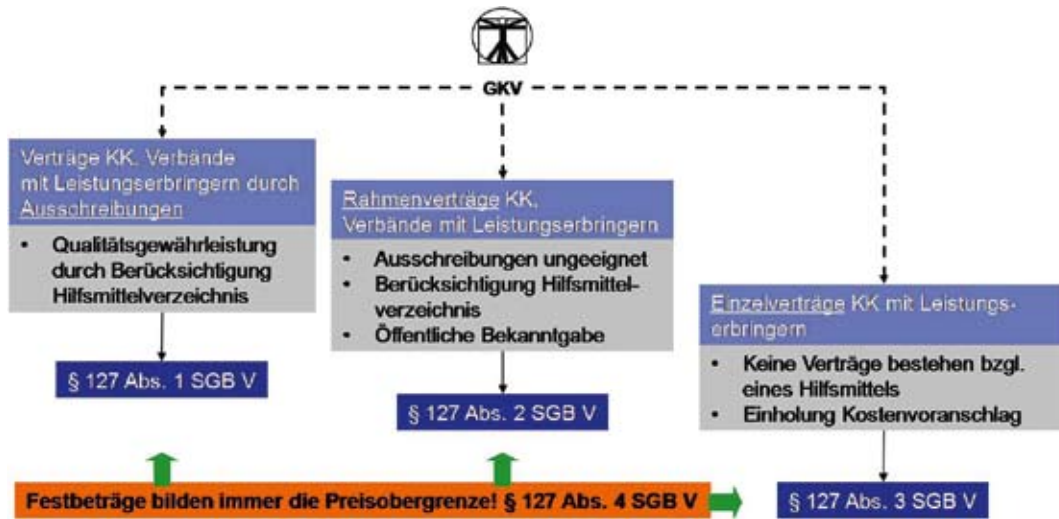 GKV
Verträge KK, Verbände
mit Leistungserbringern durch
Ausschreibungen
• Qualitätsgewährleistung
durch Berücksichtigung
Hilfsmittelverzeichnis
§ 127 Abs. 1 SGB V
Rahmenverträge KK,
Verbände mit Leistungserbringern
• Ausschreibungen ungeeignet
• Berücksichtigung Hilfsmittel-
verzeichnis
• Öffentliche Bekanntgabe
§ 127 Abs. 2 SGB V
Einzelverträge KK mit Leistungs-
erbringern
• Keine Verträge bestehen bzgl.
eines Hilfsmittels
• Einholung Kostenvoranschlag
§ 127 Abs. 3 SGB V
Festbeträge bilden immer die Preisobergrenze! § 127 Abs. 4 SGB V